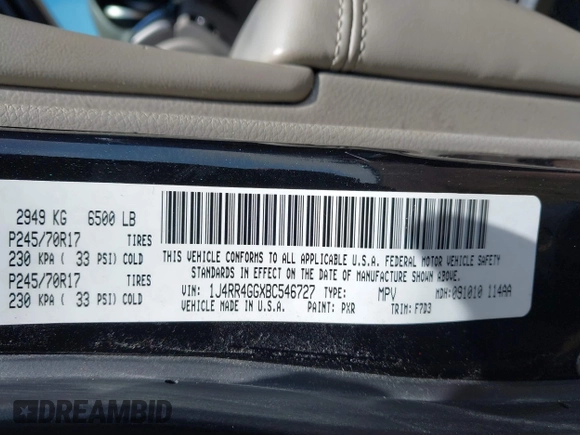 2949 KG 6500 LB
P245/70R17 TIRES
230 KPA ( 33 PSI) COLD
P245/70R17 TIRES
230 KPA ( 33 PSI) COLD
THIS VEHICLE CONFORMS TO ALL APPLICABLE U.S.A. FEDERAL MOTOR VEHICLE SAFETY
STANDARDS IN EFFECT ON THE DATE OF MANUFACTURE SHOWN ABOVE.
VIN: 1J4RR4GGXBC546727 TYPE: MPV MDH: 091010 114AA
VEHICLE MADE IN U.S.A. PAINT: PXR TRIM: F7D3
DREAMBID